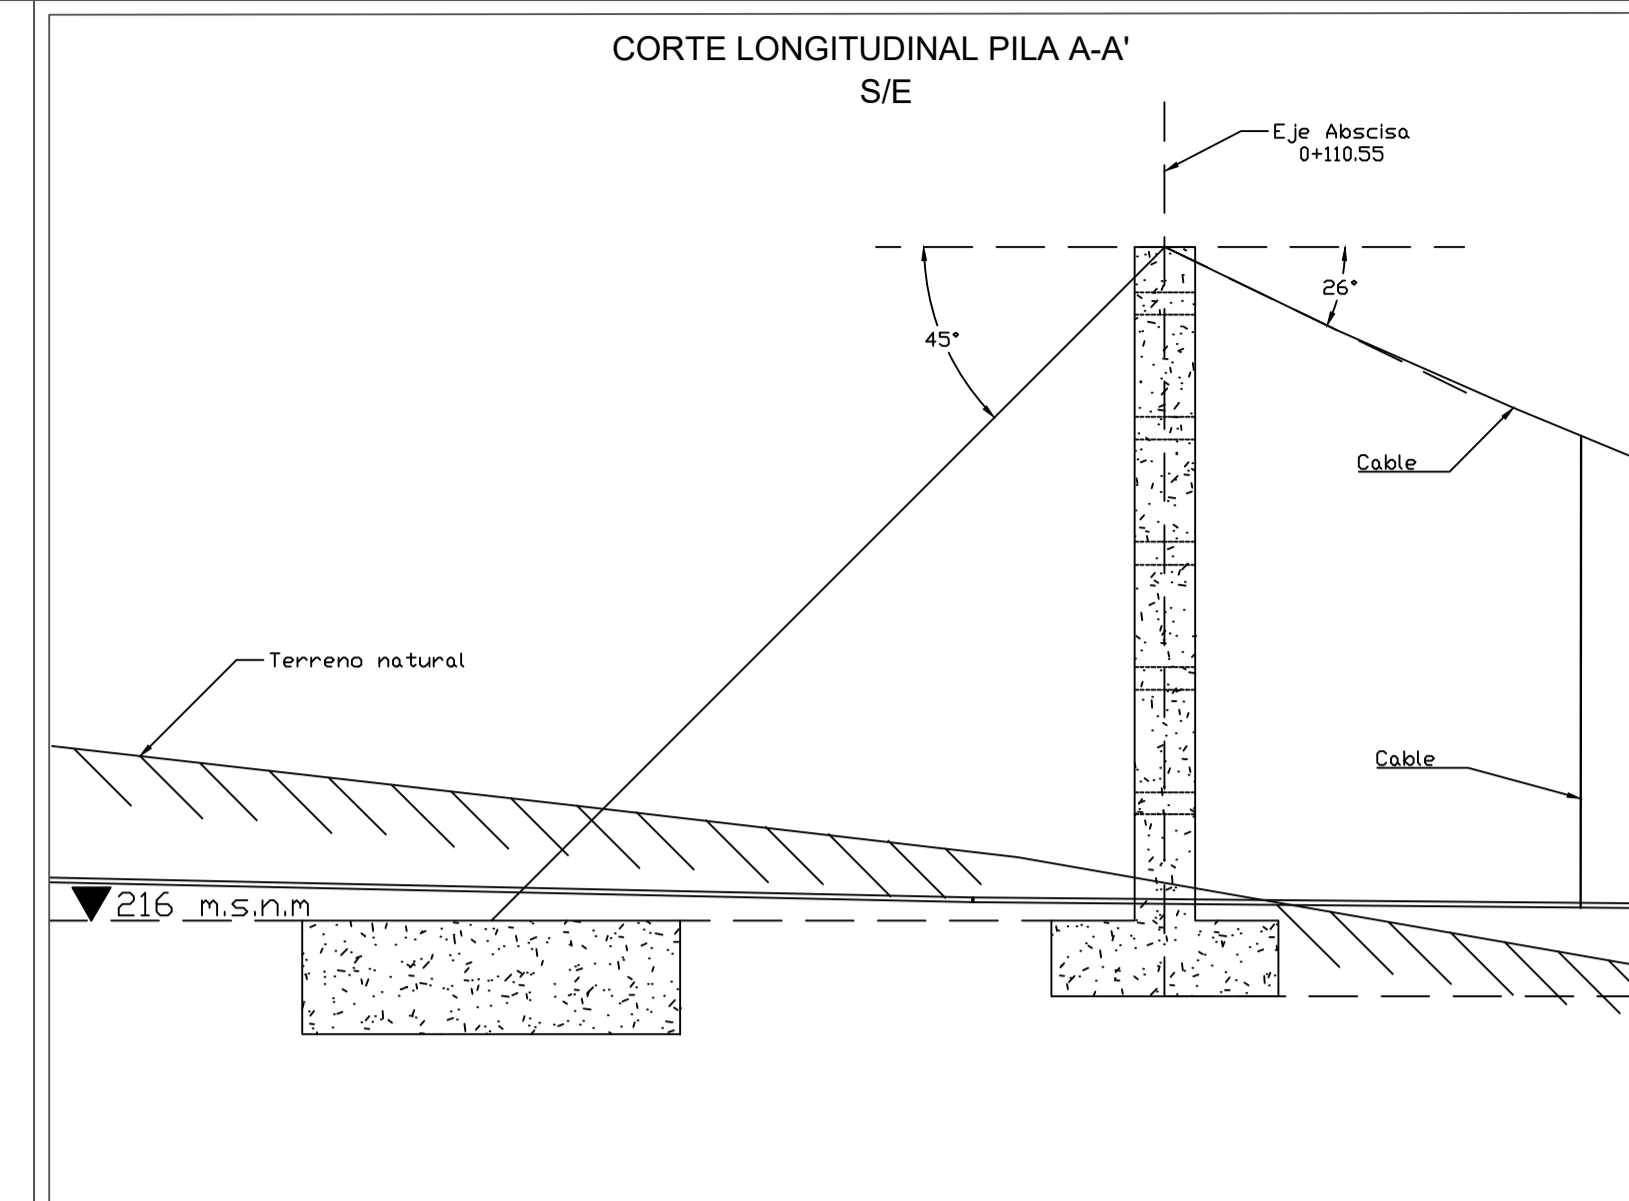 CORTE LONGITUDINAL PILA A-A'
S/E
Eje Abscisa
0+110.55
26°
45°
Cable
Terreno natural
Cable
216 m.s.n.m